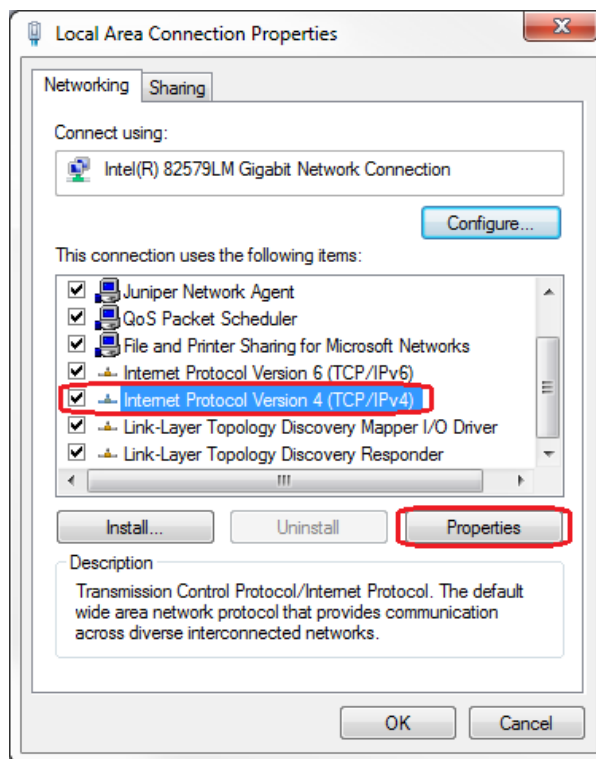 Local Area Connection Properties
Networking
Sharing
Connect using:
Intel(R) 82579LM Gigabit Network Connection
Configure...
This connection uses the following items:
Juniper Network Agent
QoS Packet Scheduler
File and Printer Sharing for Microsoft Networks
Internet Protocol Version 6 (TCP/IPv6)
Internet Protocol Version 4 (TCP/IPv4)
Link-Layer Topology Discovery Mapper I/O Driver
Link-Layer Topology Discovery Responder
Install...
Uninstall
Properties
Description
Transmission Control Protocol/Internet Protocol. The default
wide area network protocol that provides communication
across diverse interconnected networks.
OK
Cancel